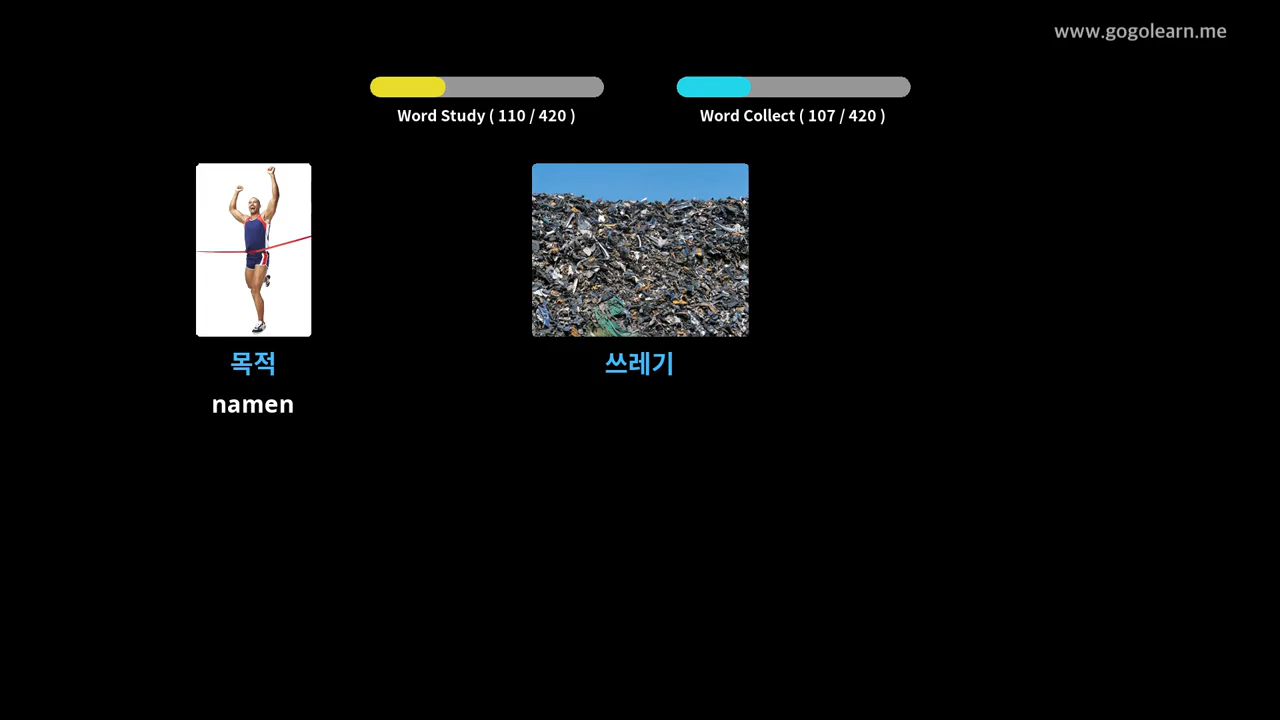 www.gogolearn.me
Word Study ( 110 / 420 )
Word Collect ( 107 / 420 )
목적
쓰레기
namen